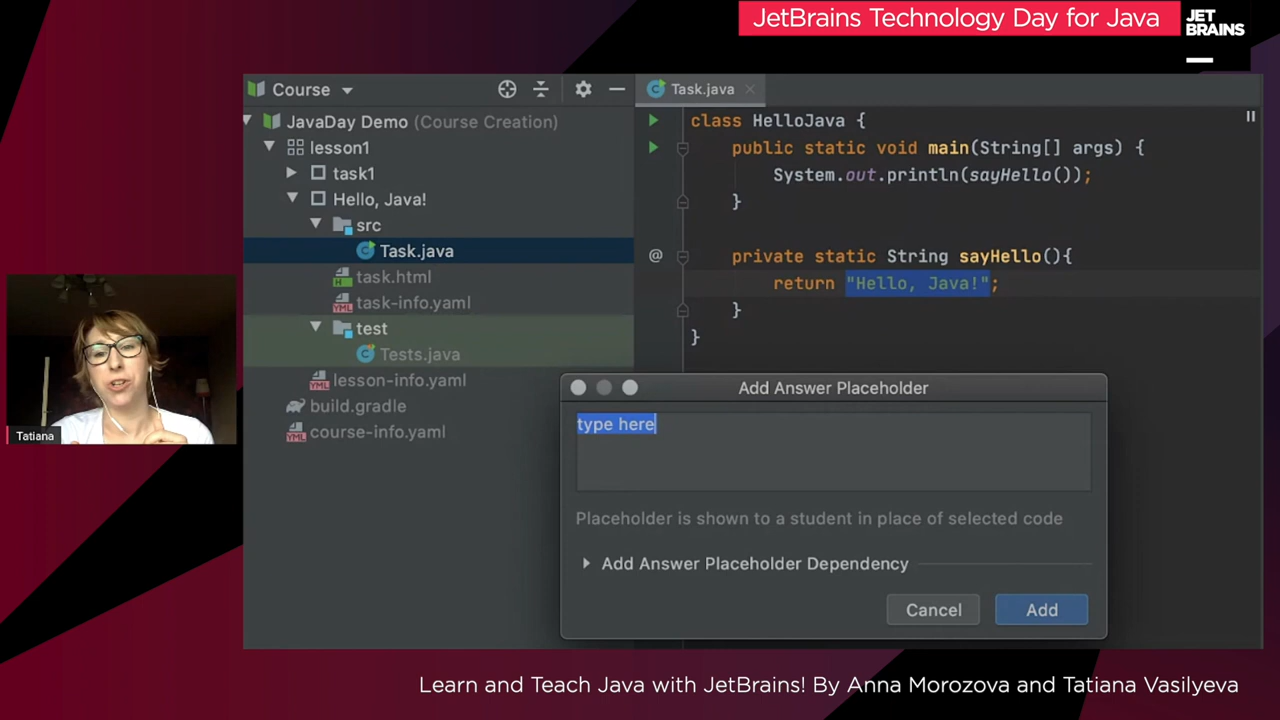 JetBrains Technology Day for Java
JET
BRAINS
Course
Task.java
JavaDay Demo (Course Creation)
lesson1
task1
Hello, Java!
src
Task.java
task.html
task-info.yaml
test
Tests.java
lesson-info.yaml
build.gradle
course-info.yaml
class HelloJava {
public static void main(String[] args) {
System.out.println(sayHello());
}
@ private static String sayHello(){
return "Hello, Java!";
}
}
Add Answer Placeholder
type here
Placeholder is shown to a student in place of selected code
Add Answer Placeholder Dependency
Cancel
Add
Tatiana
Learn and Teach Java with JetBrains! By Anna Morozova and Tatiana Vasilyeva